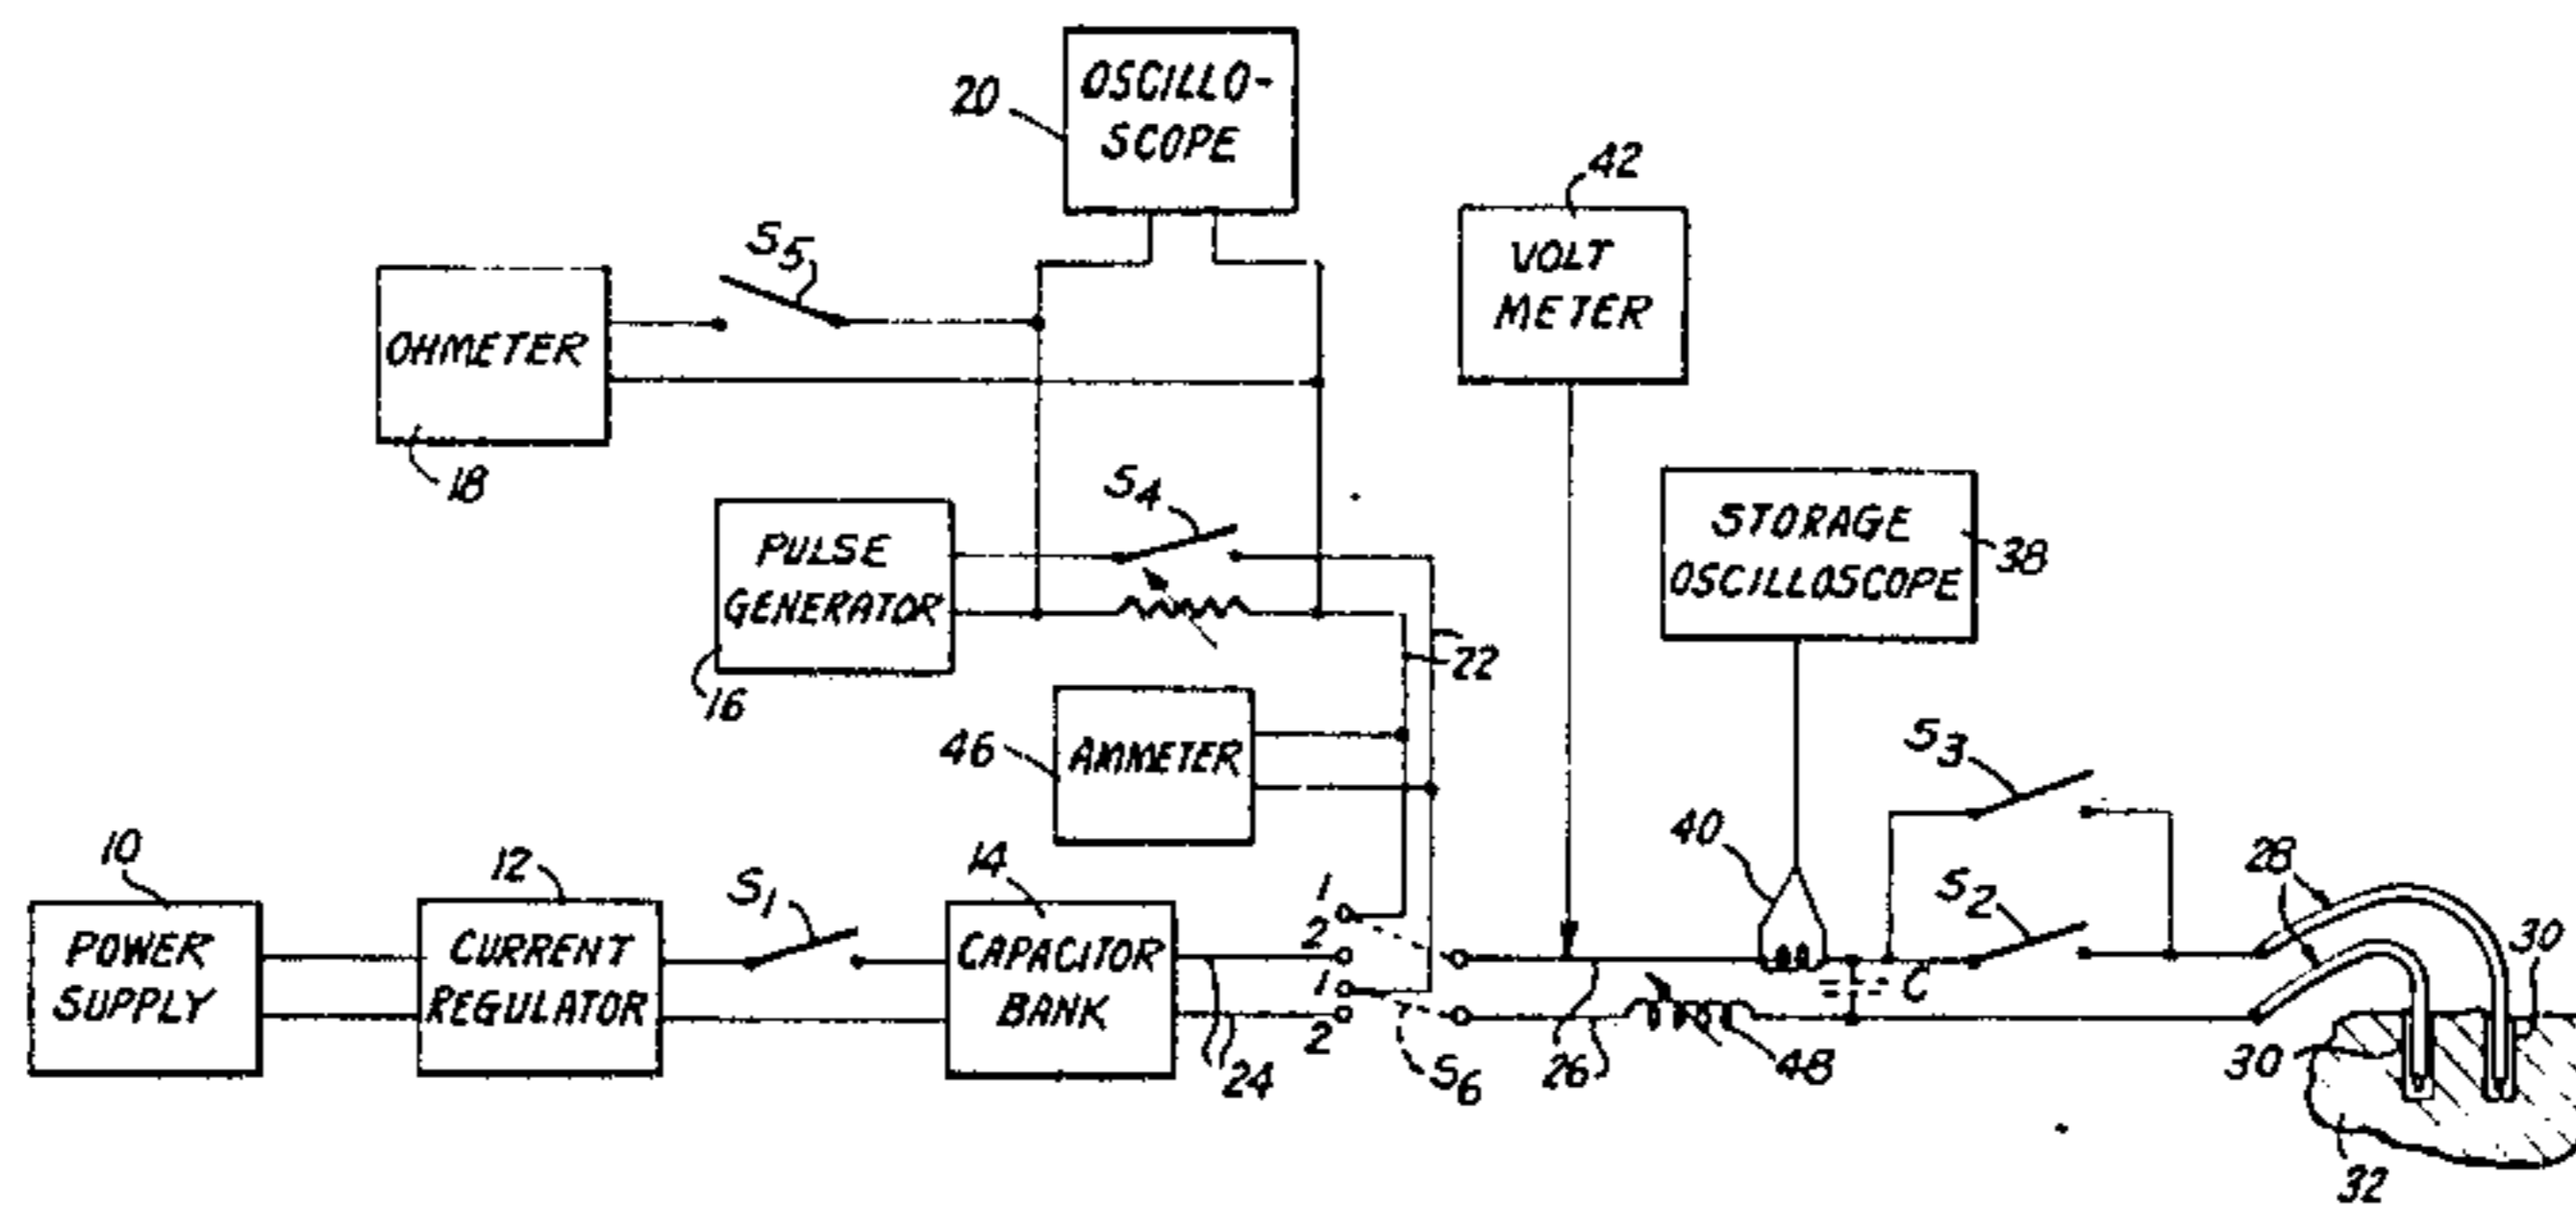 OSCILLO-
SCOPE
20
VOLT
METER
42
S5
OHMETER
18
S4
PULSE
GENERATOR
16
STORAGE
OSCILLOSCOPE
38
22
AMMETER
46
S3
40
S2
28
30
10
POWER
SUPPLY
12
CURRENT
REGULATOR
S1
14
CAPACITOR
BANK
1
2
1
2
24
S6
26
48
C
30
32